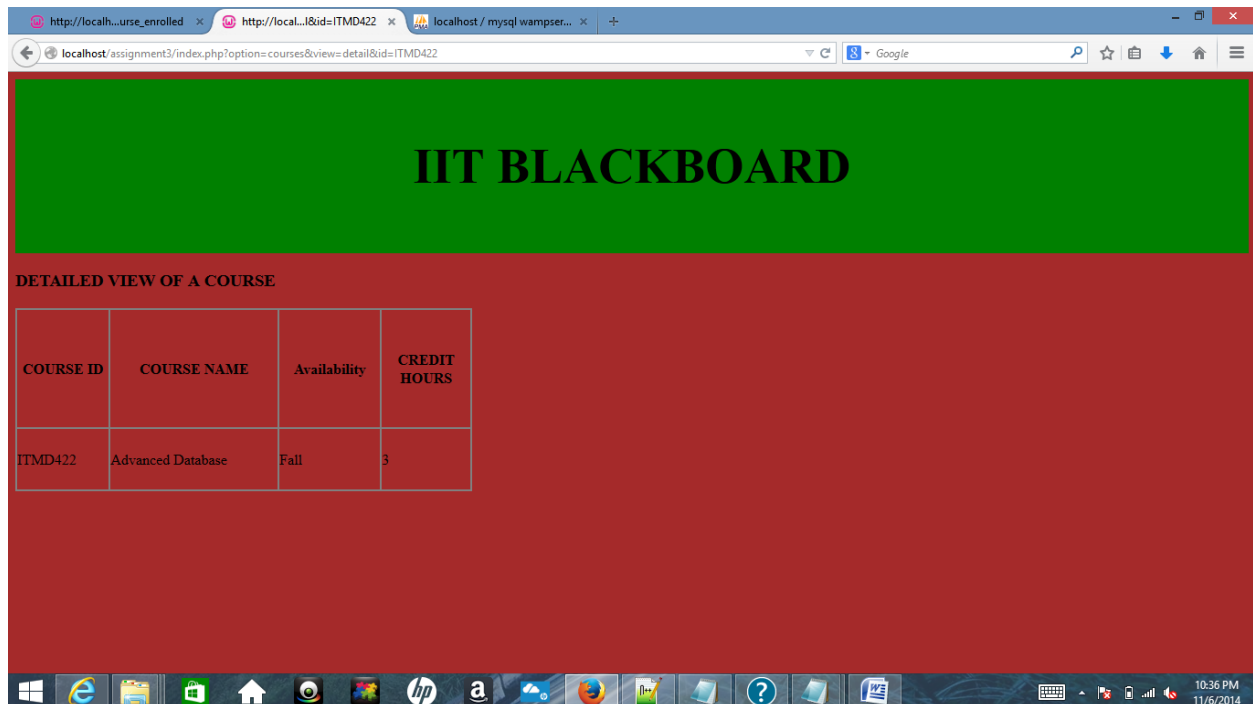 http://localh...urse_enrolled
http://local...l&id=ITMD422
localhost / mysql wampser...
localhost/assignment3/index.php?option=courses&view=detail&id=ITMD422
Google
IIT BLACKBOARD
DETAILED VIEW OF A COURSE
COURSE ID COURSE NAME Availability CREDIT HOURS
ITMD422 Advanced Database Fall 3
10:36 PM
11/6/2014